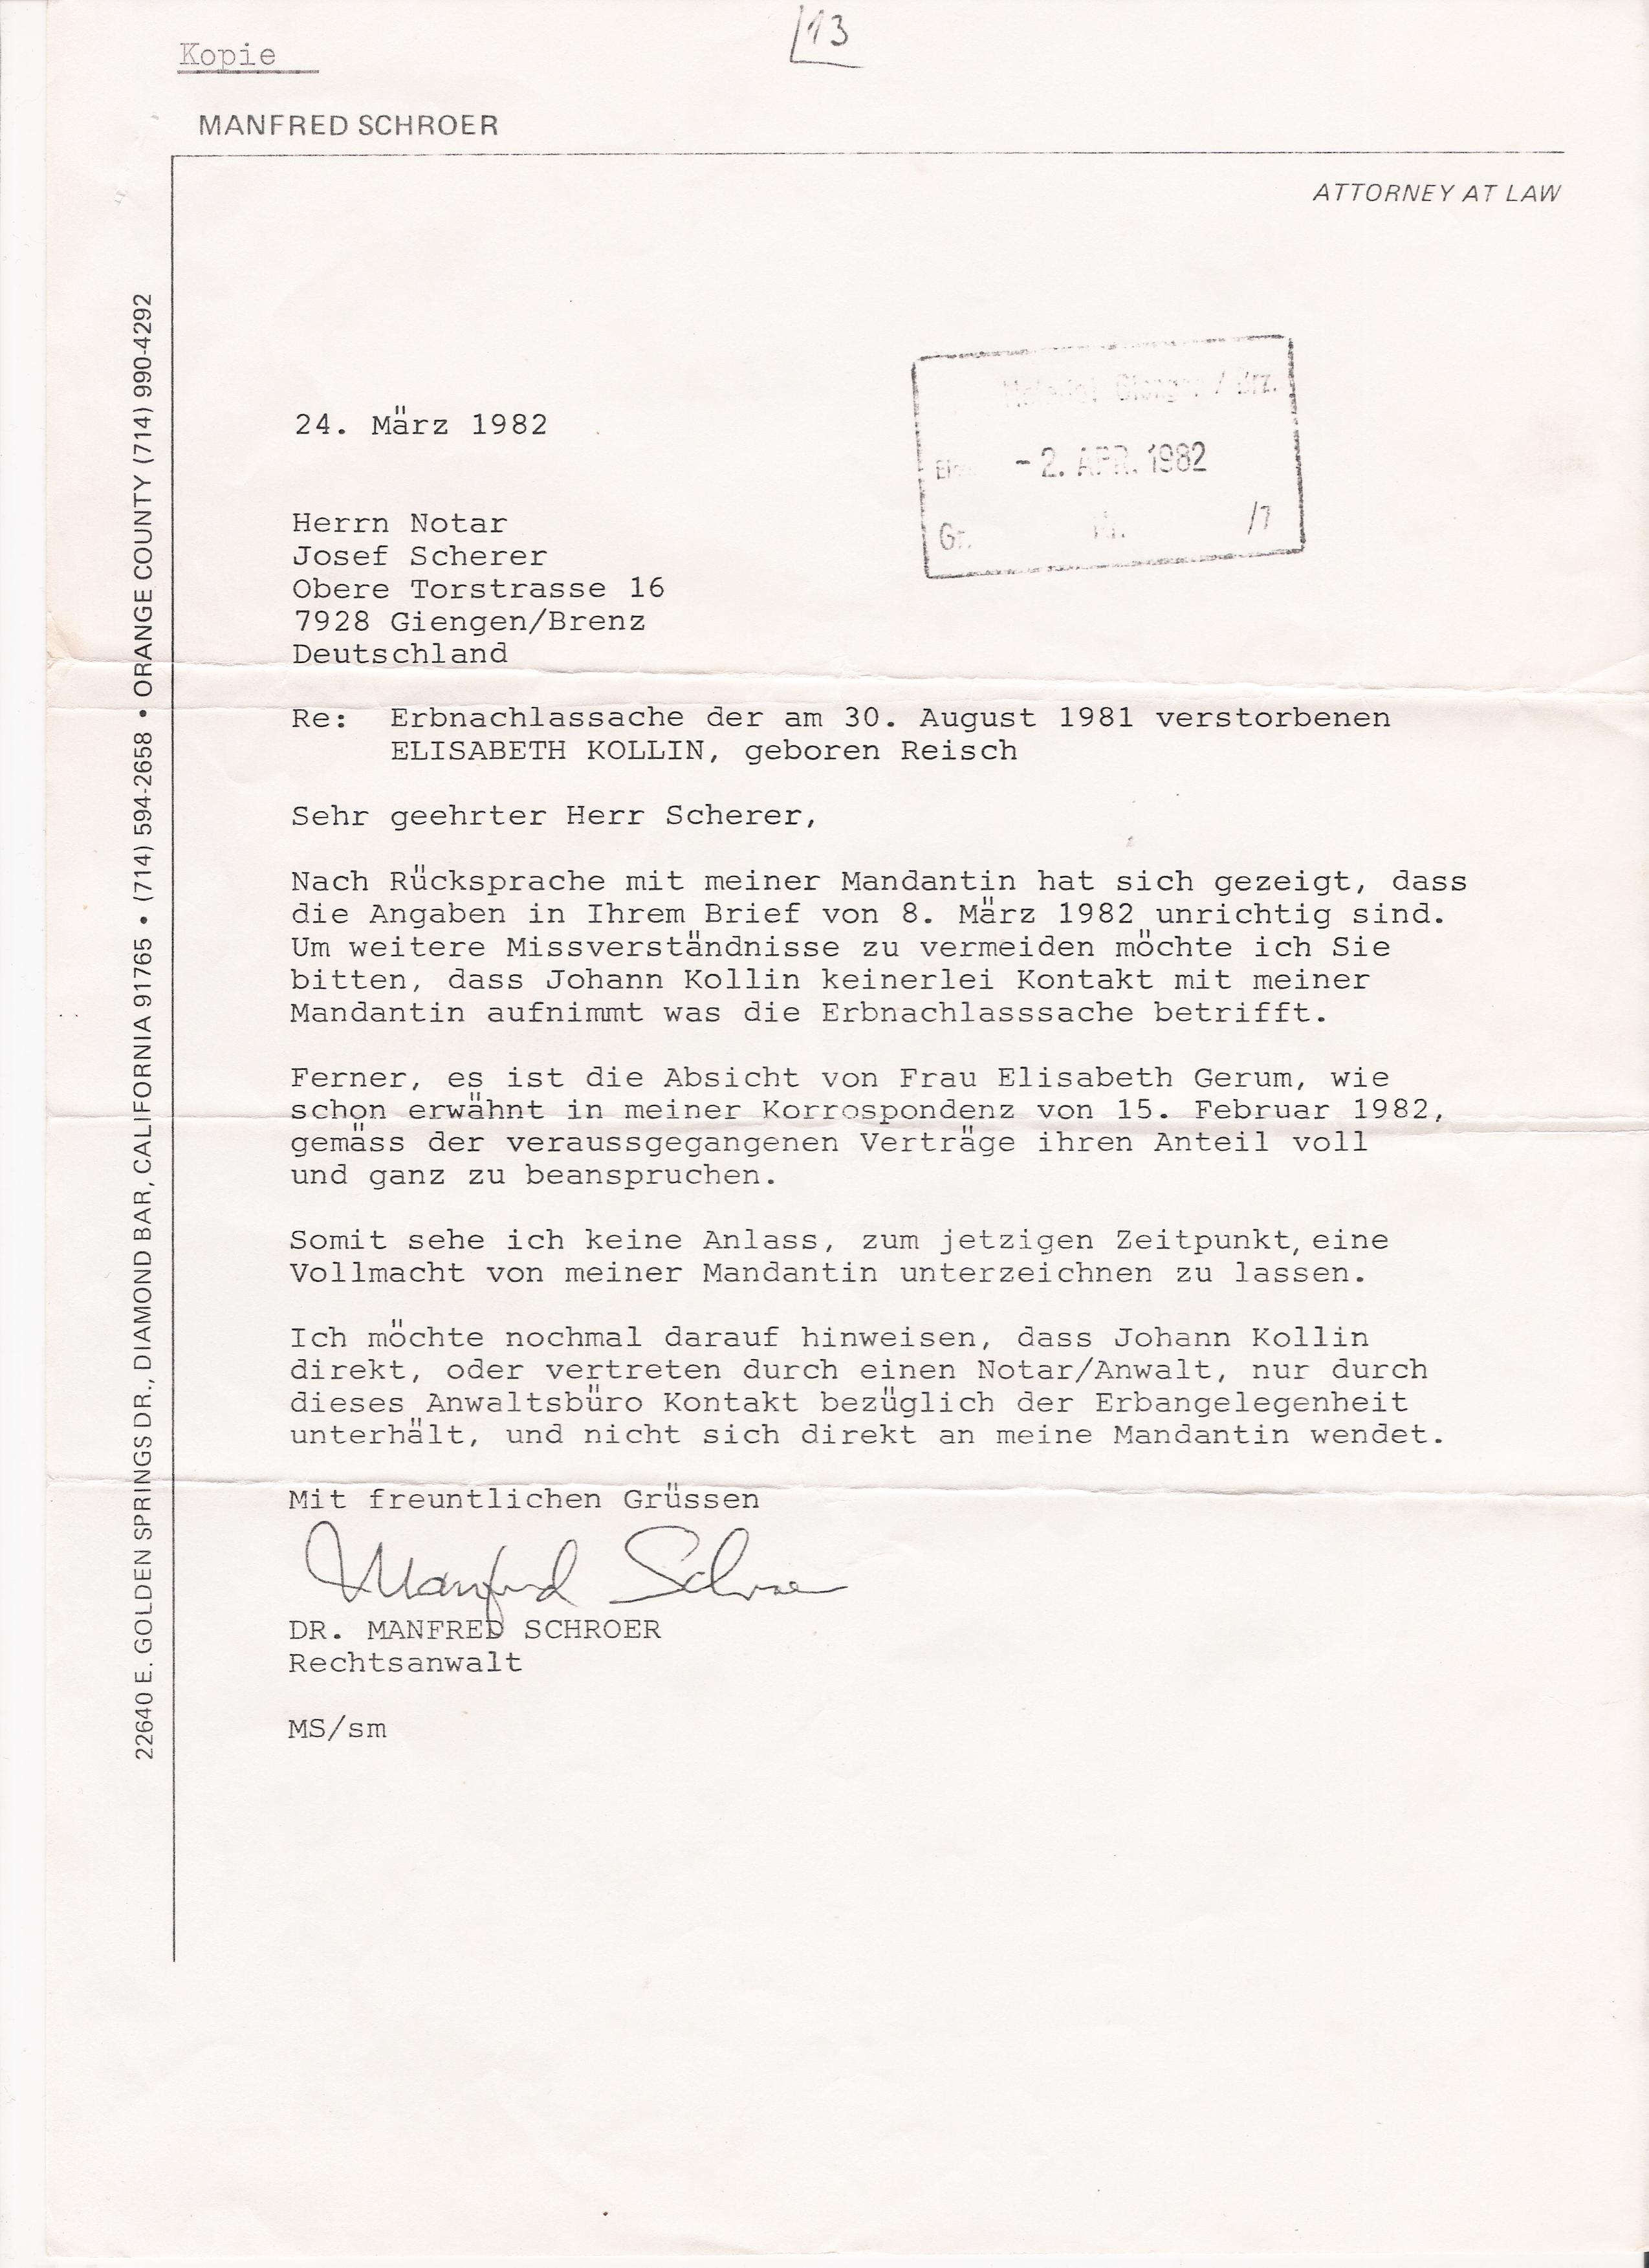 Kopie
13
MANFRED SCHROER
ATTORNEY AT LAW
22640 E. GOLDEN SPRINGS DR., DIAMOND BAR, CALIFORNIA 91765 • (714) 594-2658 • ORANGE COUNTY (714) 990-4292
/ Brz.
- 2. APR. 1982
Gr. Nr. /7
24. März 1982
Herrn Notar
Josef Scherer
Obere Torstrasse 16
7928 Giengen/Brenz
Deutschland
Re: Erbnachlassache der am 30. August 1981 verstorbenen
ELISABETH KOLLIN, geboren Reisch
Sehr geehrter Herr Scherer,
Nach Rücksprache mit meiner Mandantin hat sich gezeigt, dass
die Angaben in Ihrem Brief von 8. März 1982 unrichtig sind.
Um weitere Missverständnisse zu vermeiden möchte ich Sie
bitten, dass Johann Kollin keinerlei Kontakt mit meiner
Mandantin aufnimmt was die Erbnachlasssache betrifft.
Ferner, es ist die Absicht von Frau Elisabeth Gerum, wie
schon erwähnt in meiner Korrospondenz von 15. Februar 1982,
gemäss der veraussgegangenen Verträge ihren Anteil voll
und ganz zu beanspruchen.
Somit sehe ich keine Anlass, zum jetzigen Zeitpunkt, eine
Vollmacht von meiner Mandantin unterzeichnen zu lassen.
Ich möchte nochmal darauf hinweisen, dass Johann Kollin
direkt, oder vertreten durch einen Notar/Anwalt, nur durch
dieses Anwaltsbüro Kontakt bezüglich der Erbangelegenheit
unterhält, und nicht sich direkt an meine Mandantin wendet.
Mit freuntlichen Grüssen
Manfred Schroer
DR. MANFRED SCHROER
Rechtsanwalt
MS/sm